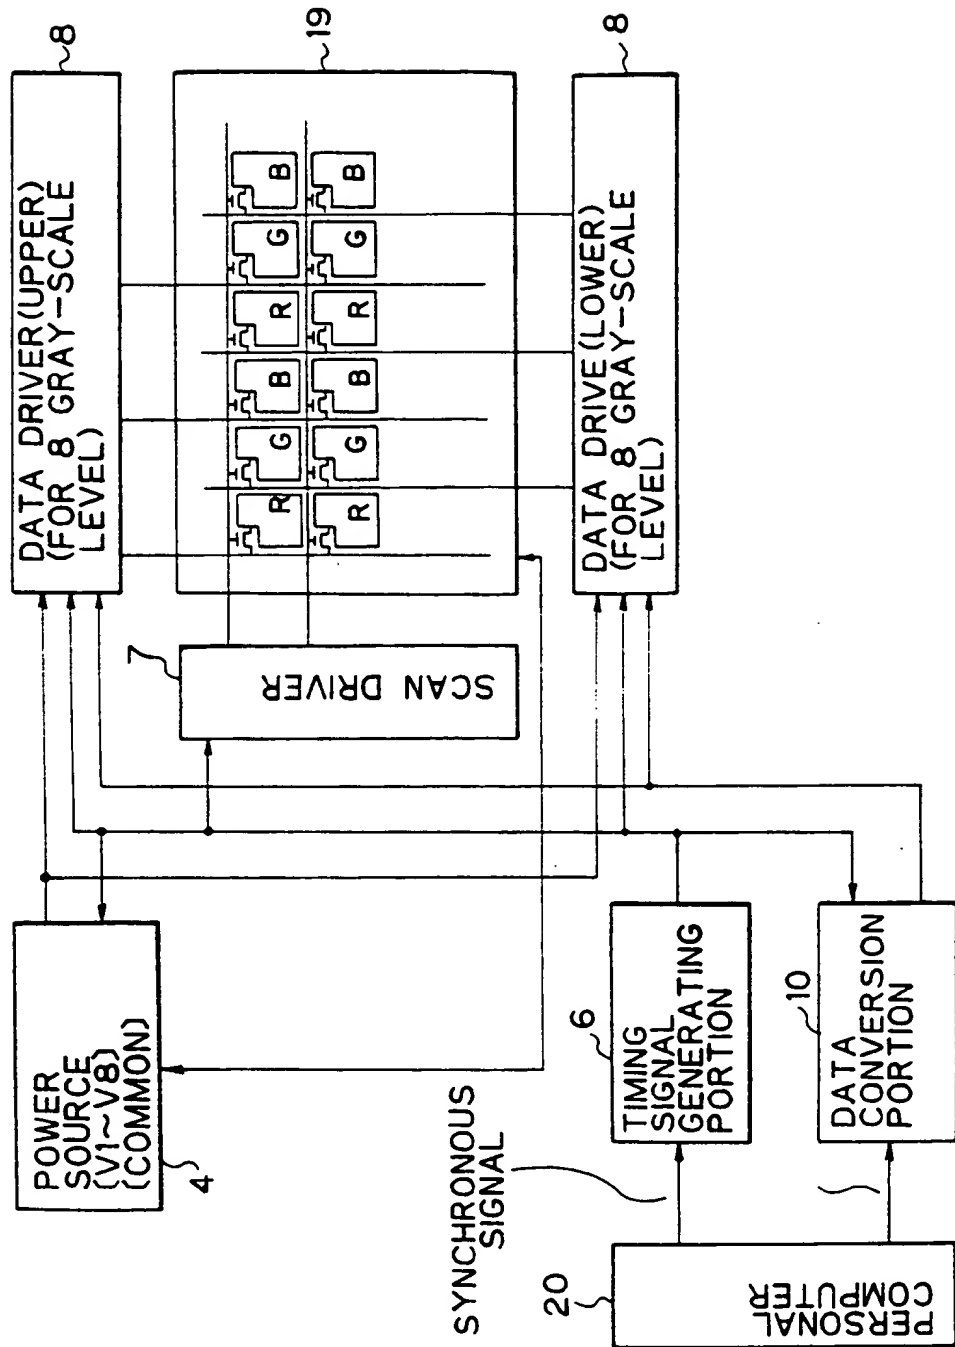 DATA DRIVER(UPPER)
(FOR 8 GRAY-SCALE
LEVEL)
8
19
R G B R G B
R G B R G B
7
SCAN DRIVER
DATA DRIVE(LOWER)
(FOR 8 GRAY-SCALE
LEVEL)
8
POWER
SOURCE
(V1~V8)
(COMMON)
4
SYNCHRONOUS
SIGNAL
6
TIMING
SIGNAL
GENERATING
PORTION
10
DATA
CONVERSION
PORTION
20
PERSONAL
COMPUTER